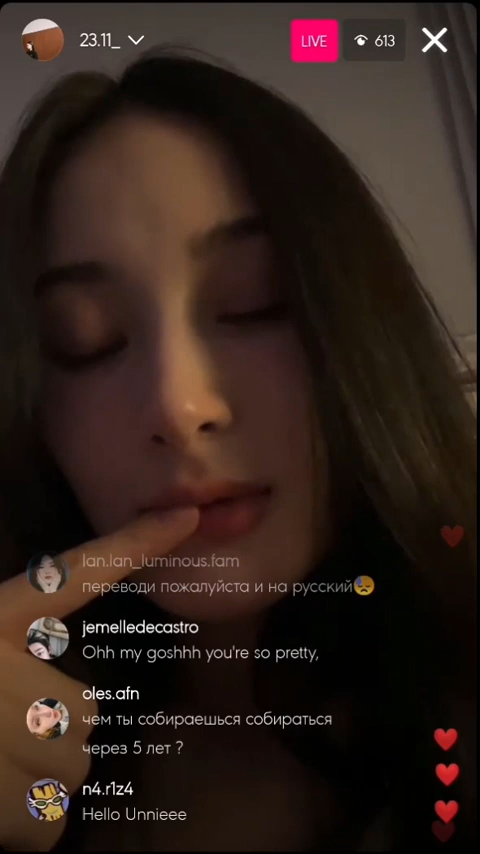 23.11_
LIVE
613
lan.lan_luminous.fam
переводи пожалуйста и на русский😓
jemelledecastro
Ohh my goshhh you're so pretty,
oles.afn
чем ты собираешься собираться
через 5 лет ?
n4.r1z4
Hello Unnieee